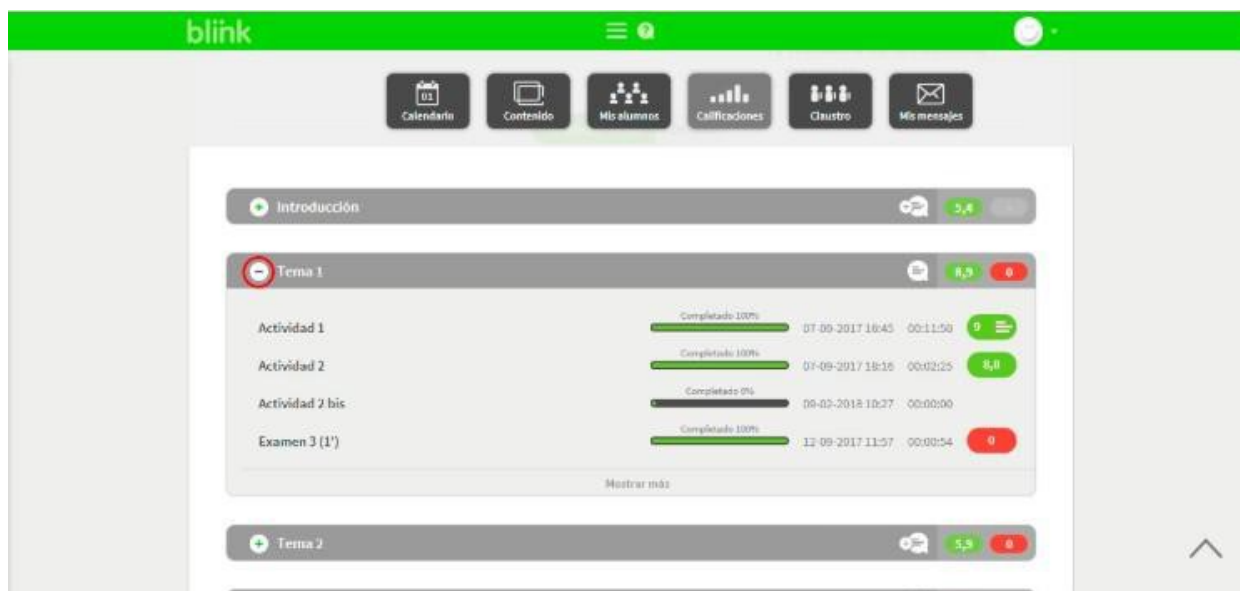 blink
01
Calendario Contenido Mis alumnos Calificaciones Claustro Mis mensajes
Introducción 5,4
Tema 1 8,9 0
Completado 100%
Actividad 1 07-09-2017 16:45 00:11:50 9
Completado 100%
Actividad 2 07-09-2017 18:16 00:02:25 8,8
Completado 0%
Actividad 2 bis 09-02-2018 10:27 00:00:00
Completado 100%
Examen 3 (1') 12-09-2017 11:57 00:00:54 0
Mostrar más
Tema 2 5,9 0